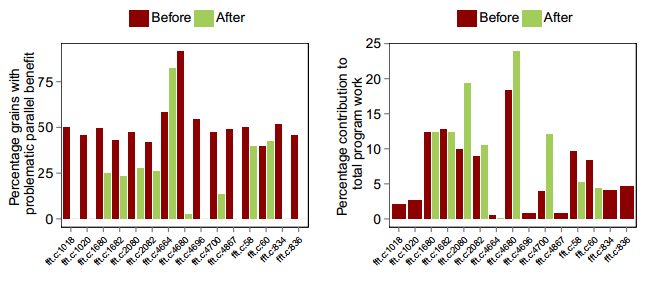 Before After
Percentage grains with
problematic parallel benefit
75
50
25
0
fft.c:1018
fft.c:1020
fft.c:1680
fft.c:1682
fft.c:2080
fft.c:2082
fft.c:4664
fft.c:4680
fft.c:4696
fft.c:4700
fft.c:4867
fft.c:58
fft.c:60
fft.c:834
fft.c:836
Before After
Percentage contribution to
total program work
25
20
15
10
5
0
fft.c:1018
fft.c:1020
fft.c:1680
fft.c:1682
fft.c:2080
fft.c:2082
fft.c:4664
fft.c:4680
fft.c:4696
fft.c:4700
fft.c:4867
fft.c:58
fft.c:60
fft.c:834
fft.c:836